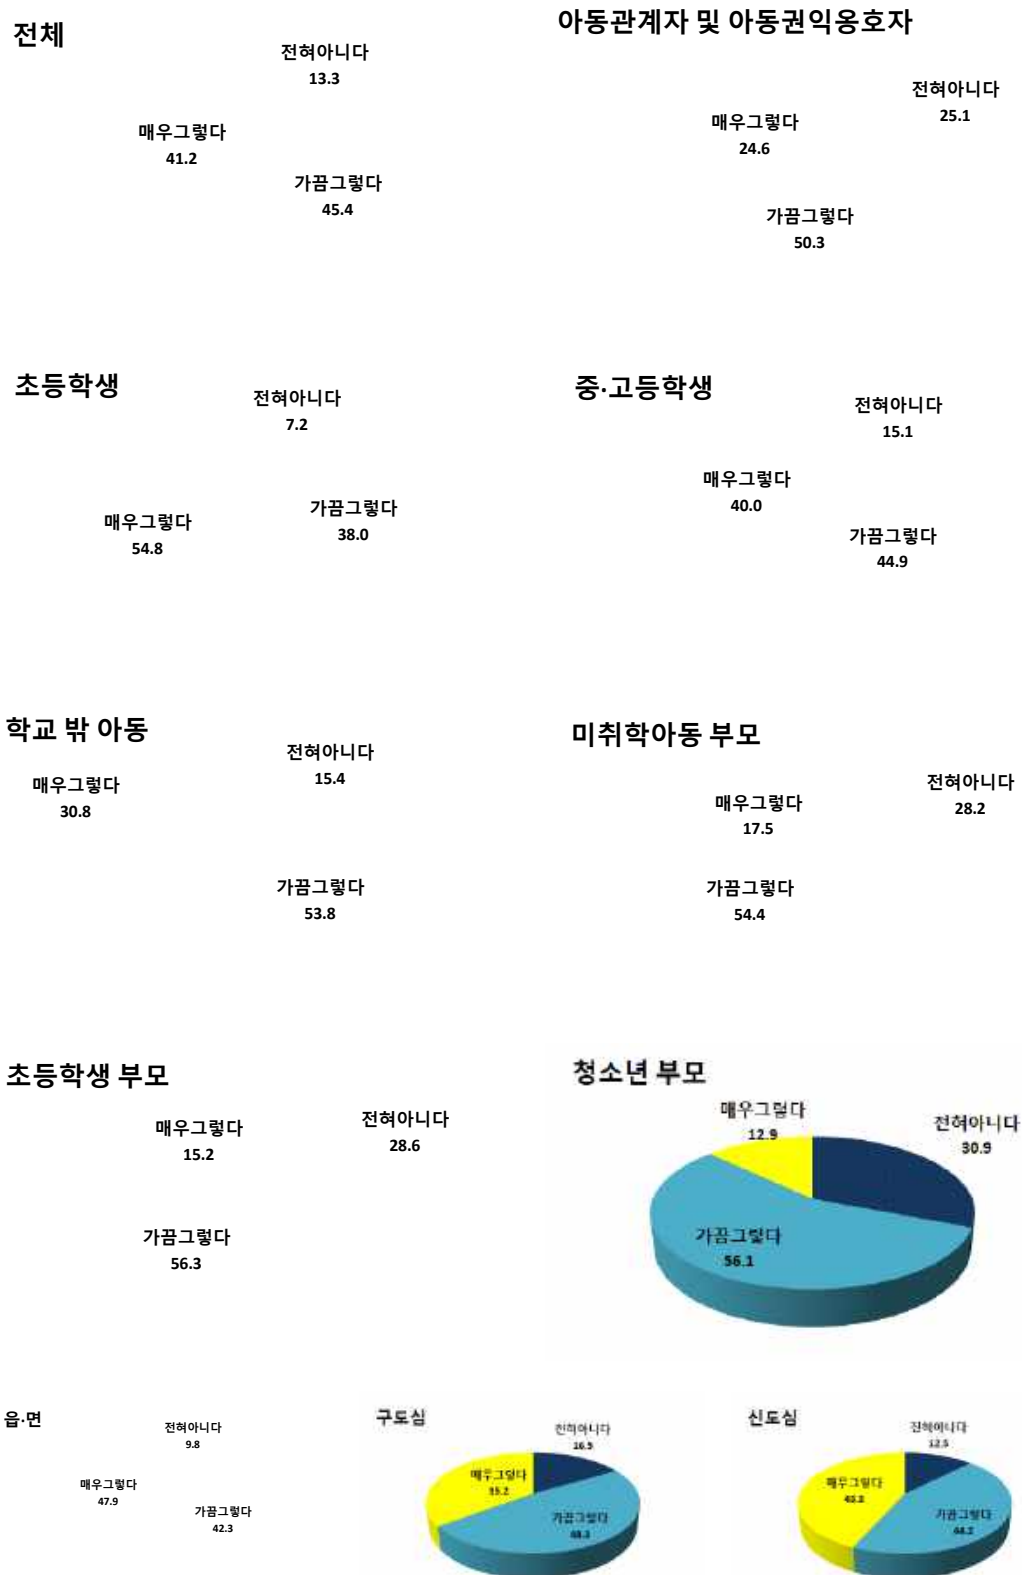 전체
전혀아니다
13.3
매우그렇다
41.2
가끔그렇다
45.4
아동관계자 및 아동권익옹호자
전혀아니다
25.1
매우그렇다
24.6
가끔그렇다
50.3
초등학생
전혀아니다
7.2
매우그렇다
54.8
가끔그렇다
38.0
중·고등학생
전혀아니다
15.1
매우그렇다
40.0
가끔그렇다
44.9
학교 밖 아동
전혀아니다
15.4
매우그렇다
30.8
가끔그렇다
53.8
미취학아동 부모
전혀아니다
28.2
매우그렇다
17.5
가끔그렇다
54.4
초등학생 부모
매우그렇다
15.2
전혀아니다
28.6
가끔그렇다
56.3
청소년 부모
매우그렇다
12.9
전혀아니다
30.9
가끔그렇다
56.1
읍·면
전혀아니다
9.8
매우그렇다
47.9
가끔그렇다
42.3
구도심
전혀아니다
16.5
매우그렇다
35.2
가끔그렇다
신도심
전혀아니다
12.5
매우그렇다
가끔그렇다
44.2